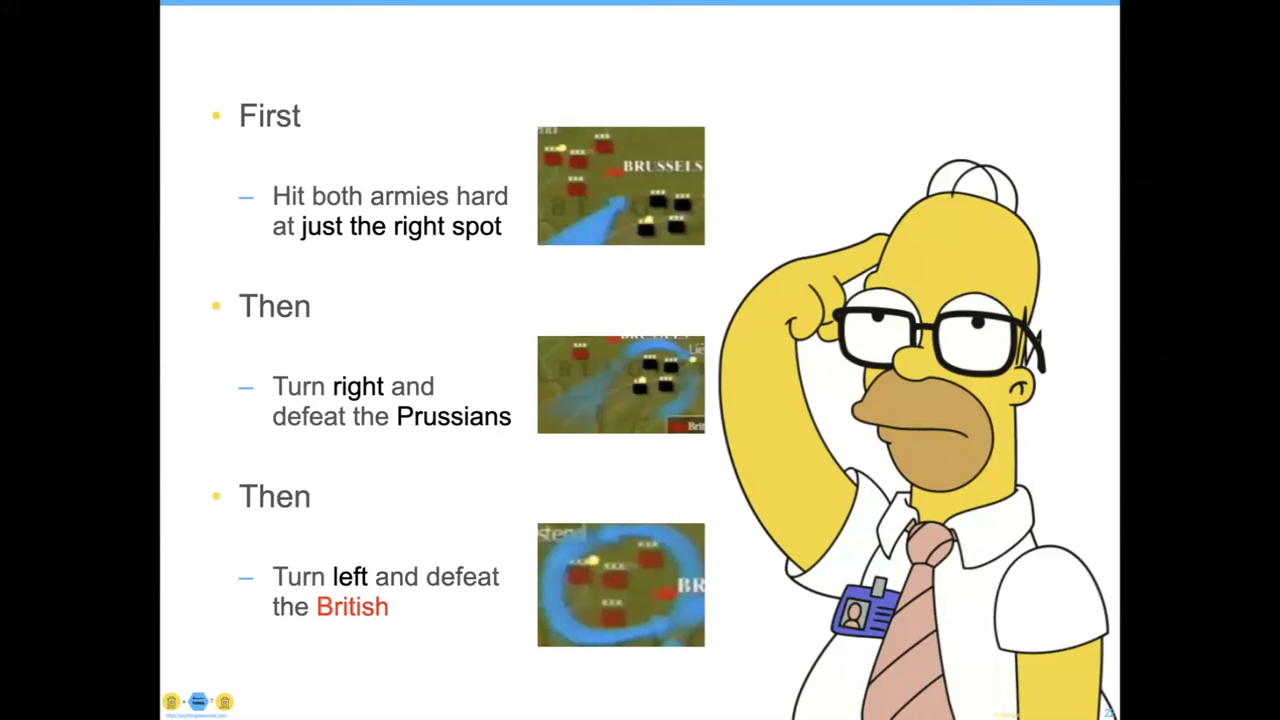 First
Hit both armies hard
at just the right spot
BRUSSELS
Then
Turn right and
defeat the Prussians
Then
Turn left and defeat
the British